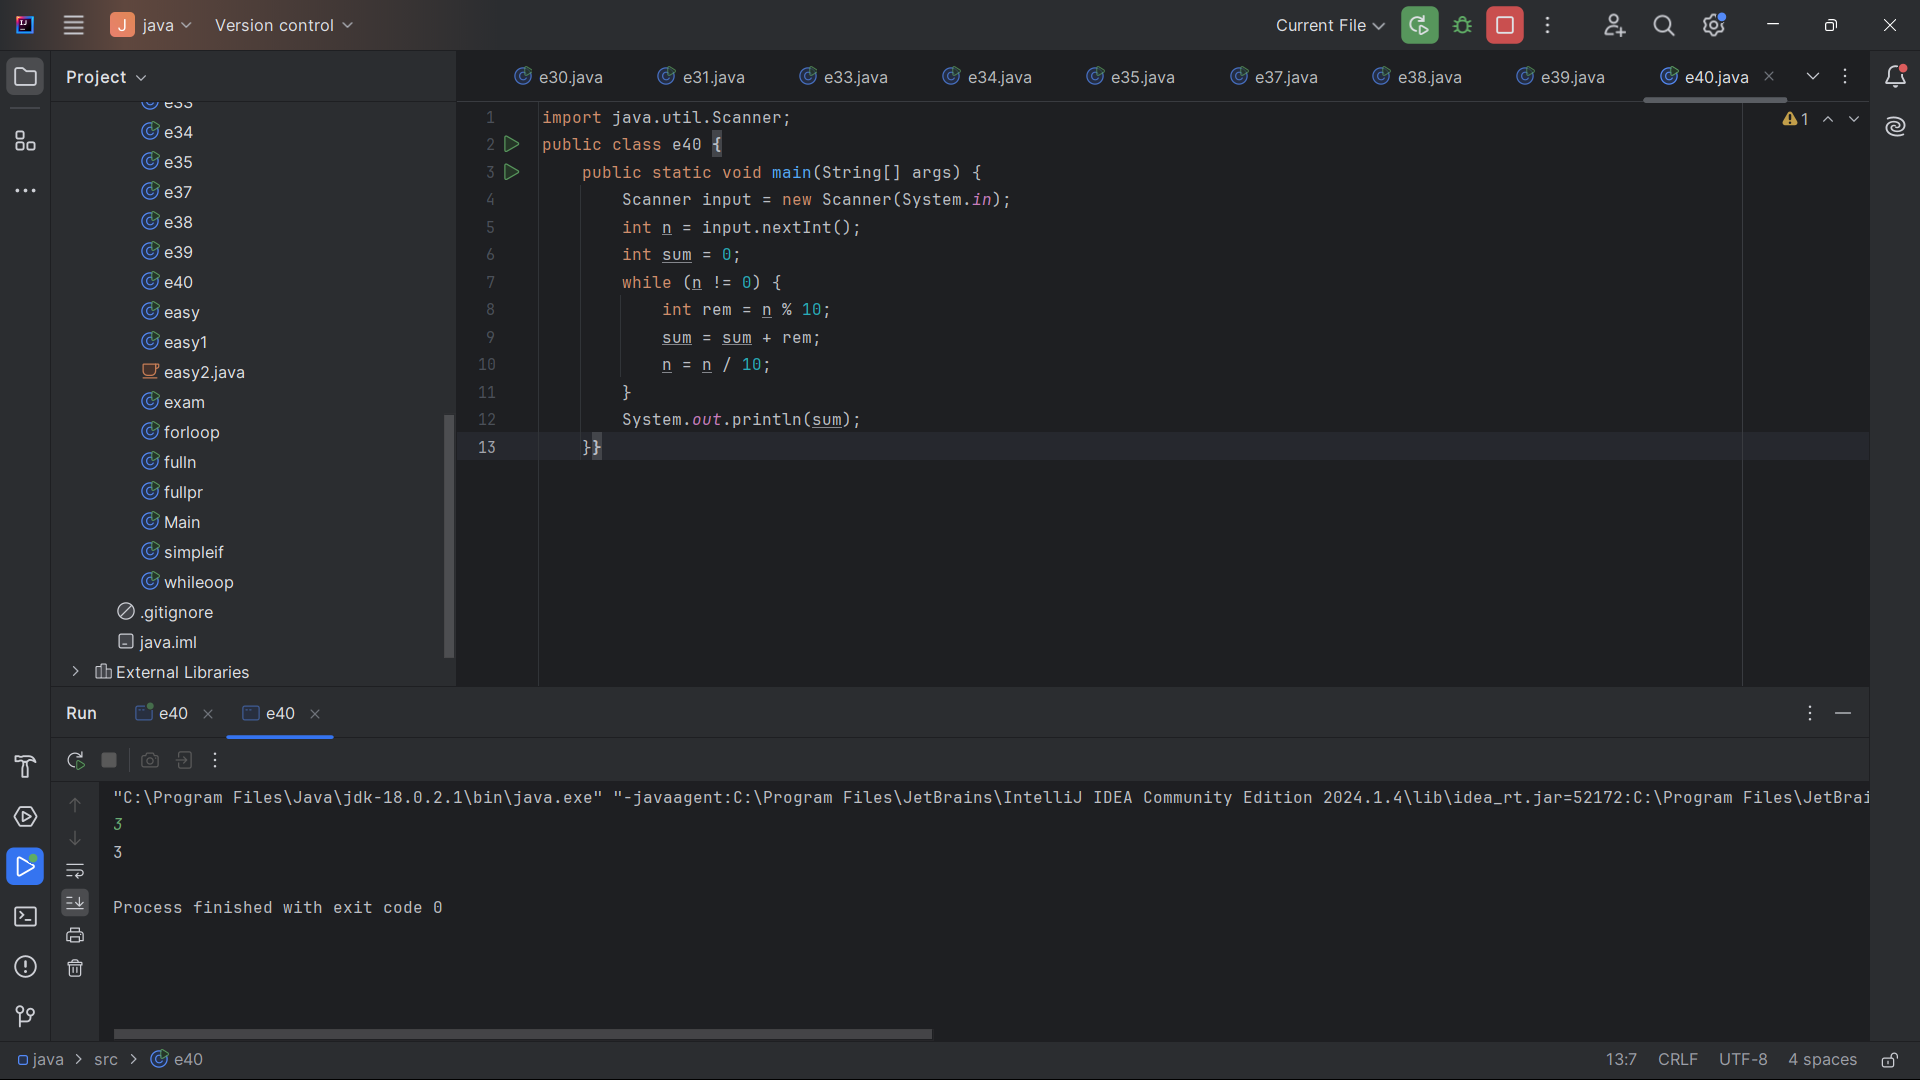 J java Version control Current File
Project
e30.java e31.java e33.java e34.java e35.java e37.java e38.java e39.java e40.java
e33
e34
e35
e37
e38
e39
e40
easy
easy1
easy2.java
exam
forloop
fulln
fullpr
Main
simpleif
whileoop
.gitignore
java.iml
External Libraries
1 import java.util.Scanner;
2 public class e40 {
3 public static void main(String[] args) {
4 Scanner input = new Scanner(System.in);
5 int n = input.nextInt();
6 int sum = 0;
7 while (n != 0) {
8 int rem = n % 10;
9 sum = sum + rem;
10 n = n / 10;
11 }
12 System.out.println(sum);
13 }}
1
Run e40 e40
"C:\Program Files\Java\jdk-18.0.2.1\bin\java.exe" "-javaagent:C:\Program Files\JetBrains\IntelliJ IDEA Community Edition 2024.1.4\lib\idea_rt.jar=52172:C:\Program Files\JetBrai
3
3
Process finished with exit code 0
java > src > e40 13:7 CRLF UTF-8 4 spaces